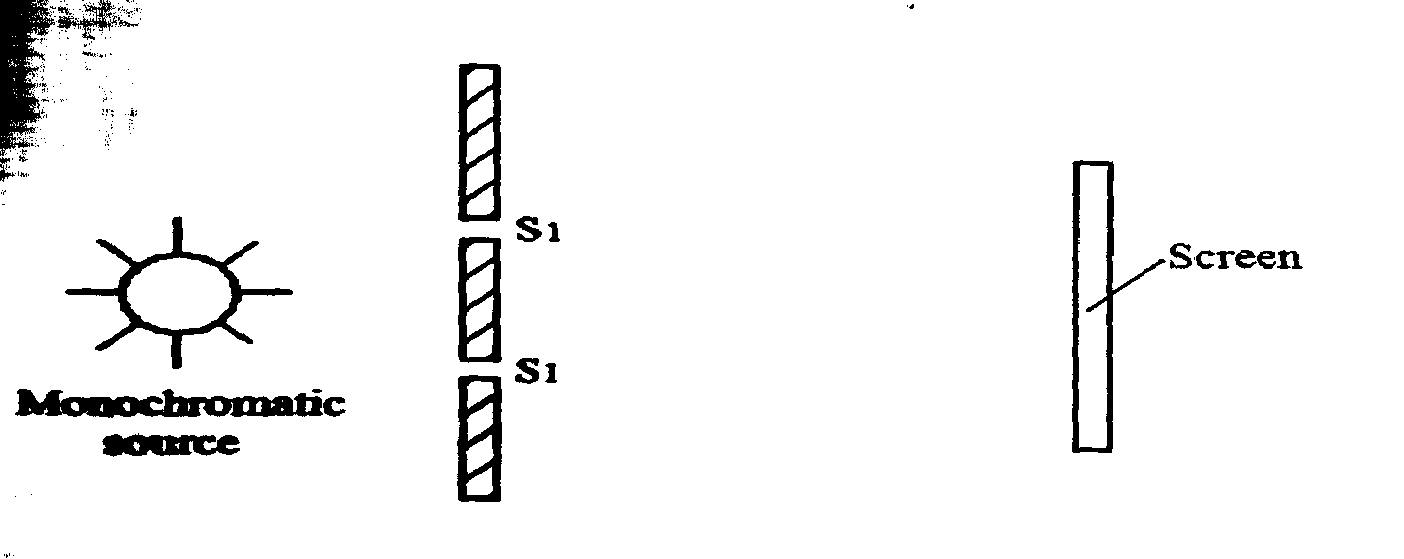 S1
Screen
S1
Monochromatic
source